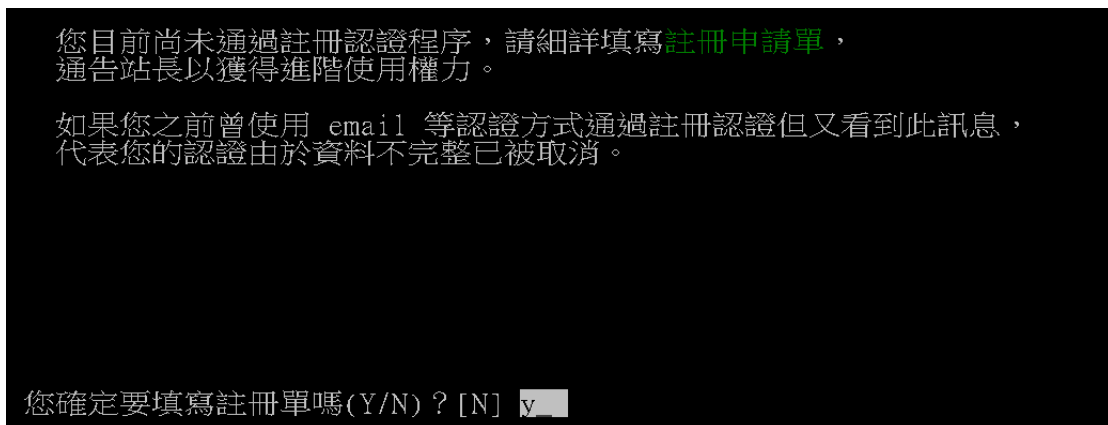 您目前尚未通過註冊認證程序，請細詳填寫註冊申請單，
通告站長以獲得進階使用權力。
如果您之前曾使用 email 等認證方式通過註冊認證但又看到此訊息，
代表您的認證由於資料不完整已被取消。
您確定要填寫註冊單嗎(Y/N)？[N] y_